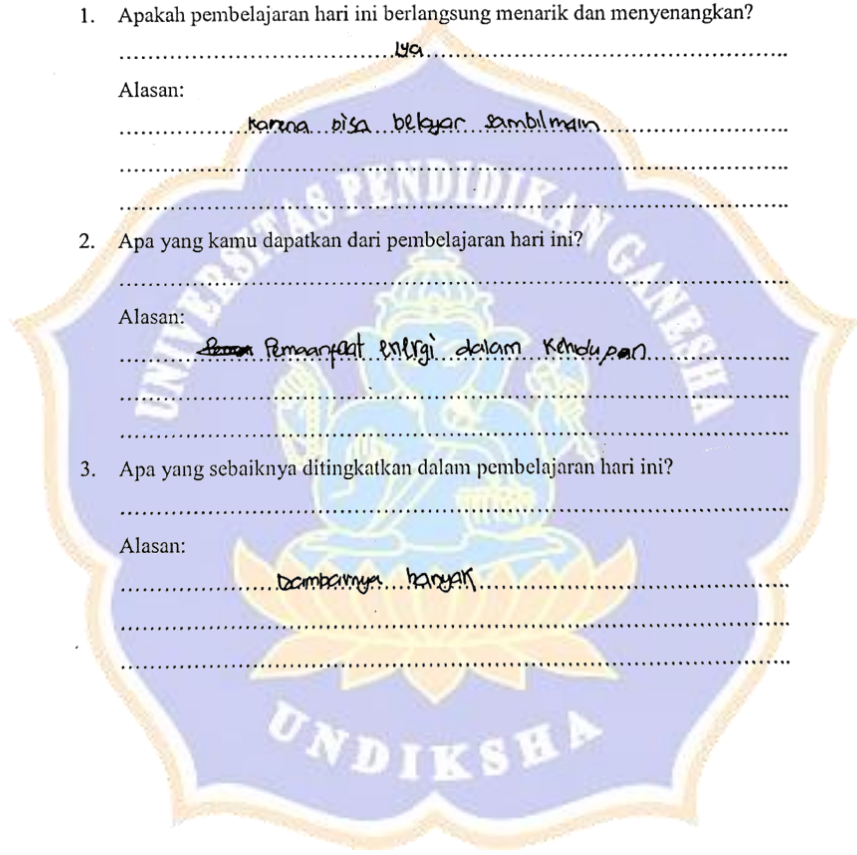 1. Apakah pembelajaran hari ini berlangsung menarik dan menyenangkan?
Iya
Alasan:
Karena bisa belajar sambil main
2. Apa yang kamu dapatkan dari pembelajaran hari ini?
Alasan:
Pemaanfaat energi dalam Kehidupan
3. Apa yang sebaiknya ditingkatkan dalam pembelajaran hari ini?
Alasan:
banyak
UNIVERSITAS PENDIDIKAN GANESHA
UNDIKSHA